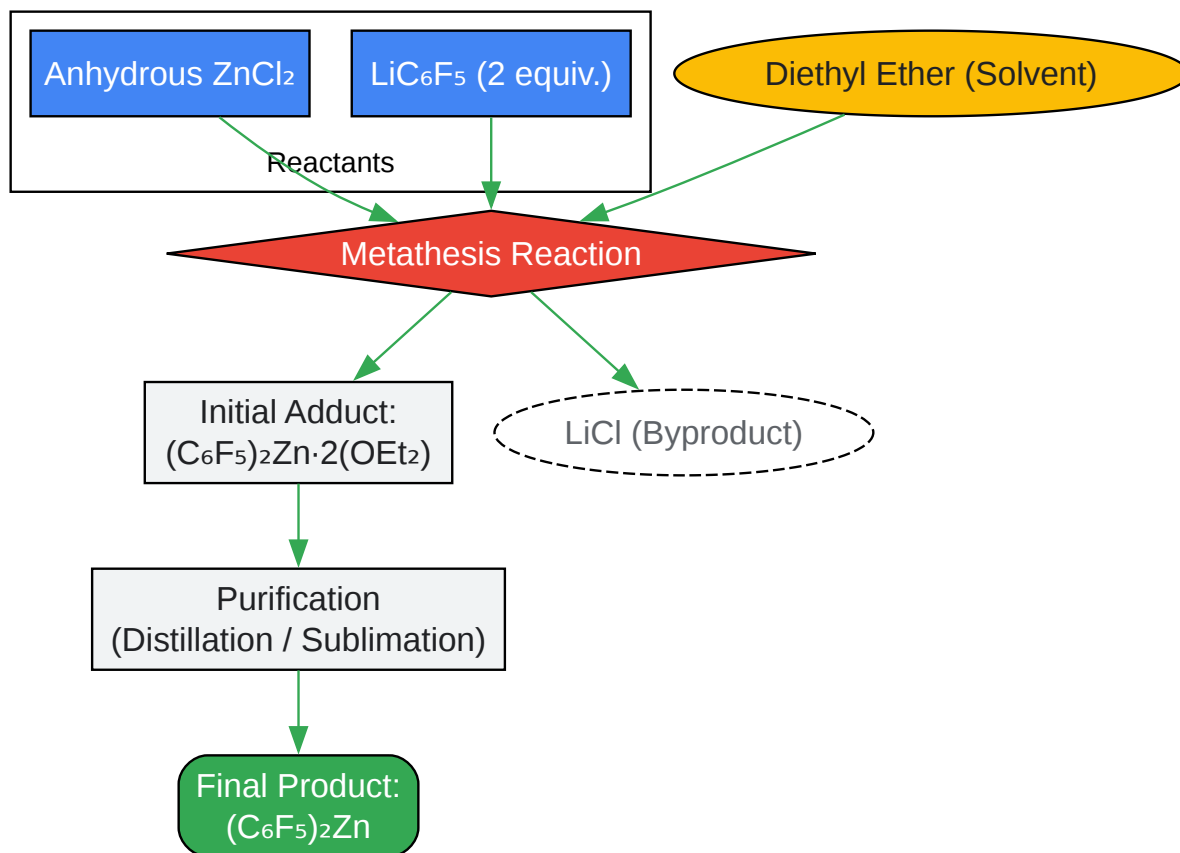 Anhydrous ZnCl₂
LiC₆F₅ (2 equiv.)
Diethyl Ether (Solvent)
Reactants
Metathesis Reaction
Initial Adduct:
(C₆F₅)₂Zn·2(OEt₂)
LiCl (Byproduct)
Purification
(Distillation / Sublimation)
Final Product:
(C₆F₅)₂Zn